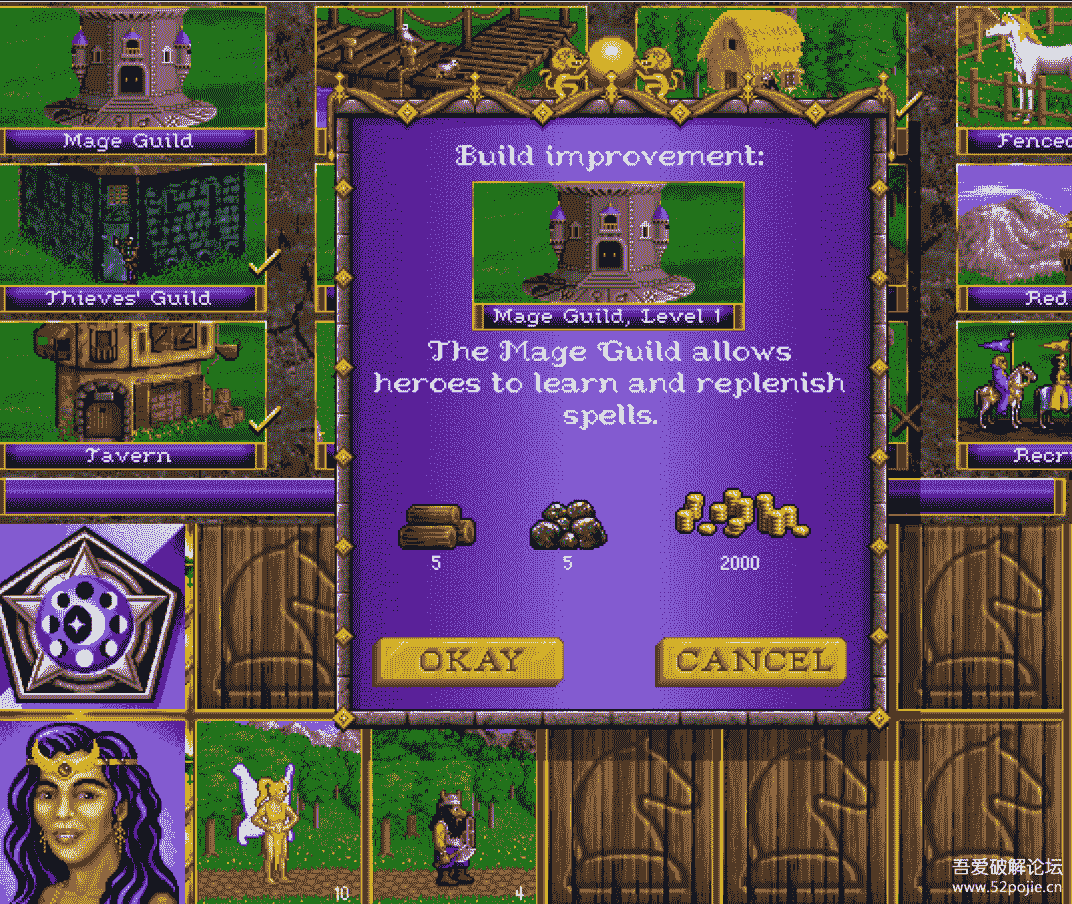 Mage Guild
Fenced
Thieves' Guild
Red
Tavern
Recr
Build improvement:
Mage Guild, Level 1
The Mage Guild allows
heroes to learn and replenish
spells.
5
5
2000
OKAY
CANCEL
10
4
吾爱破解论坛
www.52pojie.cn